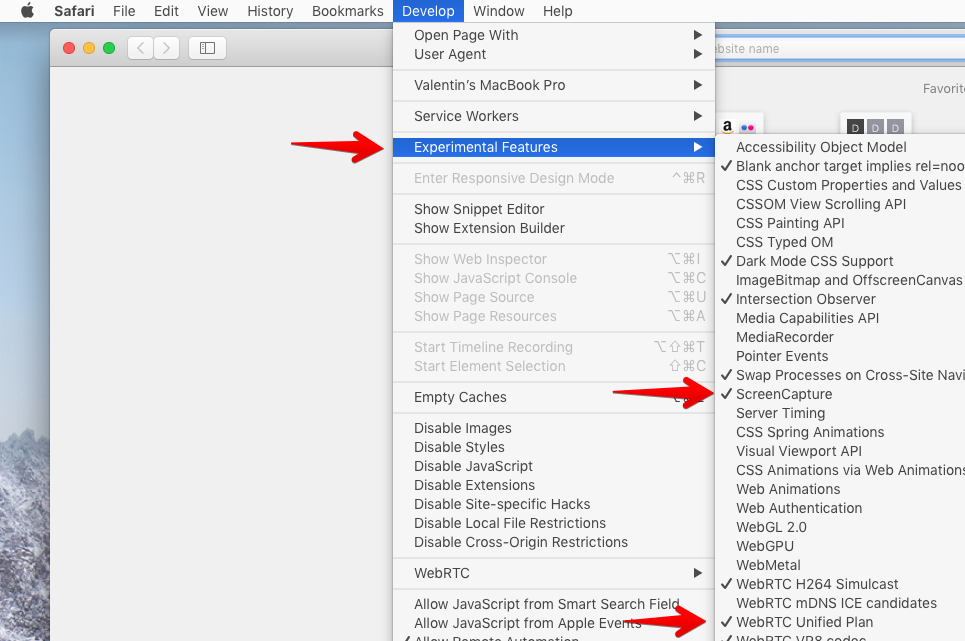 Safari File Edit View History Bookmarks Develop Window Help
ebsite name
Favorit
a
D D D
Open Page With
User Agent
Valentin's MacBook Pro
Service Workers
Experimental Features
Enter Responsive Design Mode ^⌘R
Show Snippet Editor
Show Extension Builder
Show Web Inspector ⌥⌘I
Show JavaScript Console ⌥⌘C
Show Page Source ⌥⌘U
Show Page Resources ⌥⌘A
Start Timeline Recording ⌥⇧⌘T
Start Element Selection ⇧⌘C
Empty Caches
Disable Images
Disable Styles
Disable JavaScript
Disable Extensions
Disable Site-specific Hacks
Disable Local File Restrictions
Disable Cross-Origin Restrictions
WebRTC
Allow JavaScript from Smart Search Field
Allow JavaScript from Apple Events
✓ Allow Remote Automation
Accessibility Object Model
✓ Blank anchor target implies rel=noo
CSS Custom Properties and Values
CSSOM View Scrolling API
CSS Painting API
CSS Typed OM
✓ Dark Mode CSS Support
ImageBitmap and OffscreenCanvas
✓ Intersection Observer
Media Capabilities API
MediaRecorder
Pointer Events
✓ Swap Processes on Cross-Site Navi
✓ ScreenCapture
Server Timing
CSS Spring Animations
Visual Viewport API
CSS Animations via Web Animations
Web Animations
Web Authentication
WebGL 2.0
WebGPU
WebMetal
✓ WebRTC H264 Simulcast
WebRTC mDNS ICE candidates
✓ WebRTC Unified Plan
✓ WebRTC VP8 codec